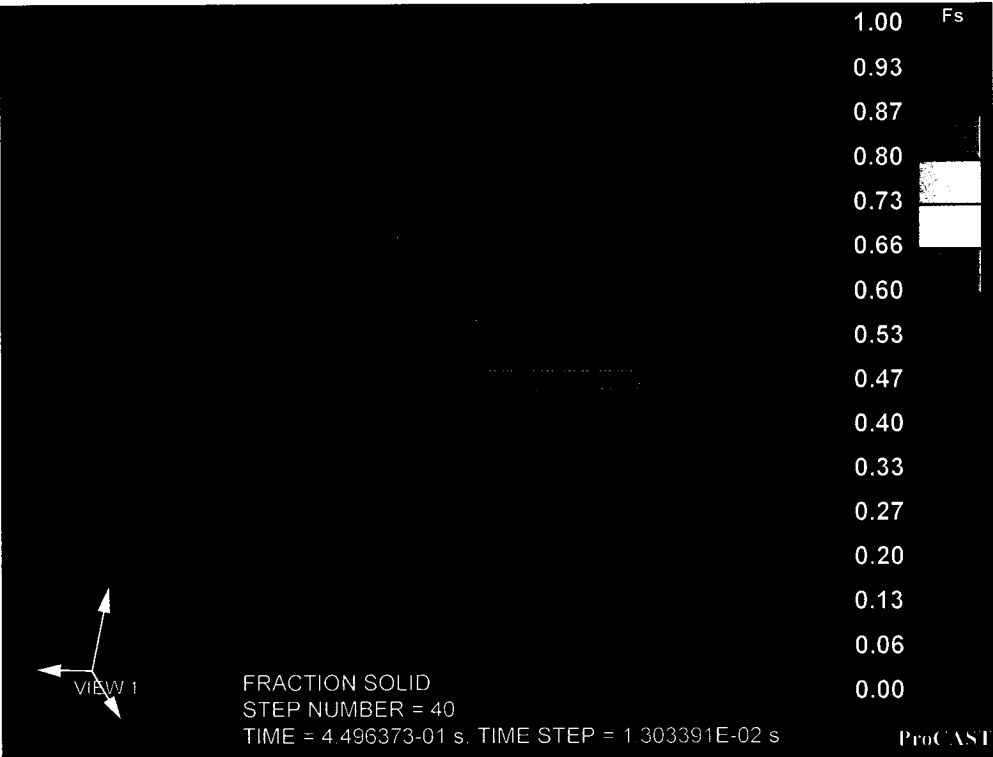 Fs
1.00
0.93
0.87
0.80
0.73
0.66
0.60
0.53
0.47
0.40
0.33
0.27
0.20
0.13
0.06
0.00
VIEW 1
FRACTION SOLID
STEP NUMBER = 40
TIME = 4.496373-01 s, TIME STEP = 1.303391E-02 s
ProCAST